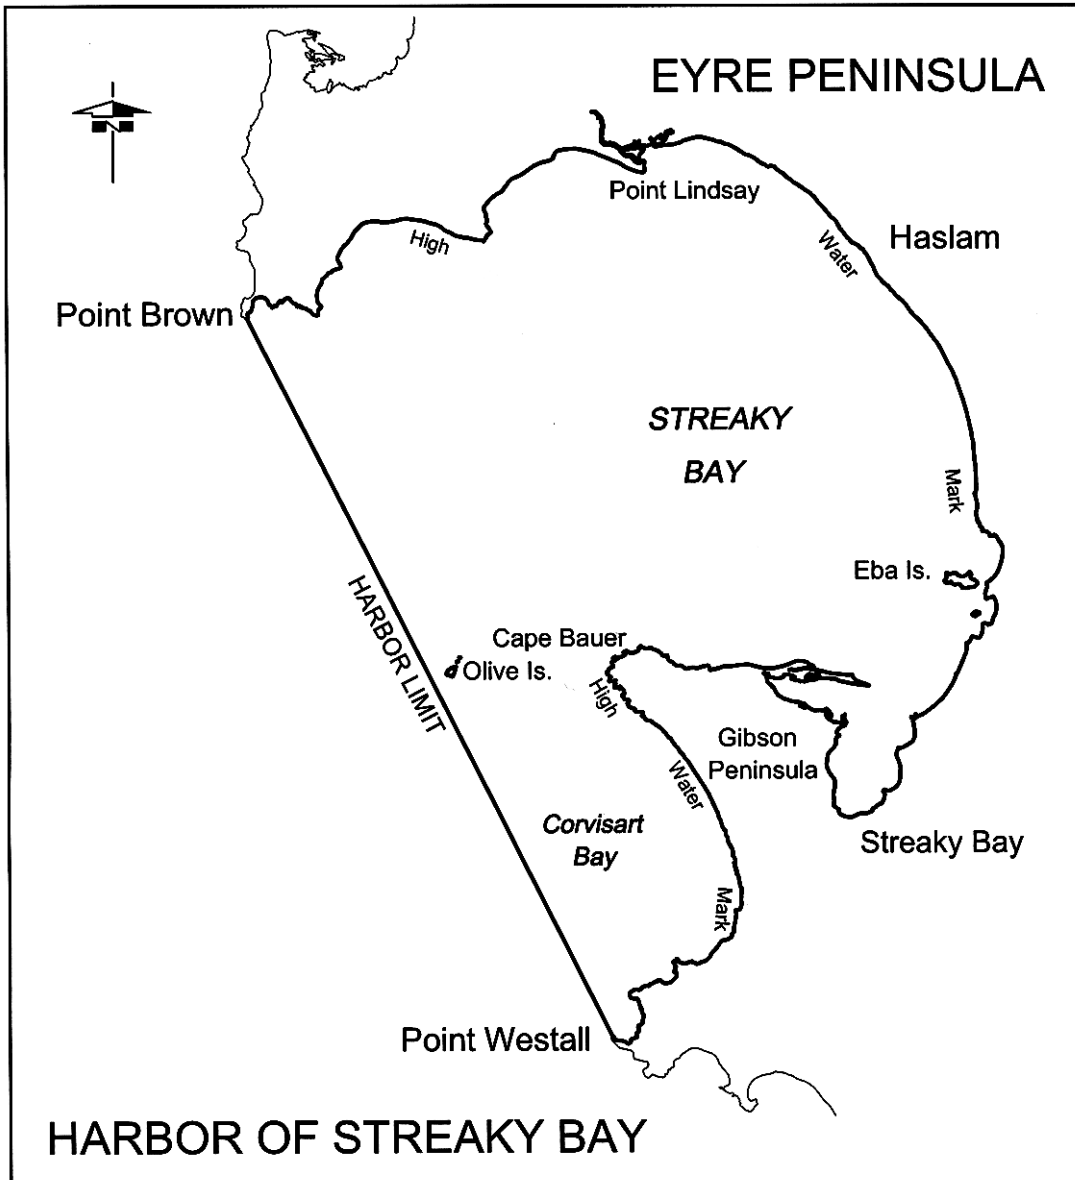 EYRE PENINSULA
N
Point Lindsay
Haslam
High
Water
Point Brown
STREAKY
BAY
Mark
Eba Is.
HARBOR LIMIT
Cape Bauer
Olive Is.
High
Gibson
Peninsula
Water
Corvisart
Bay
Streaky Bay
Mark
Point Westall
HARBOR OF STREAKY BAY